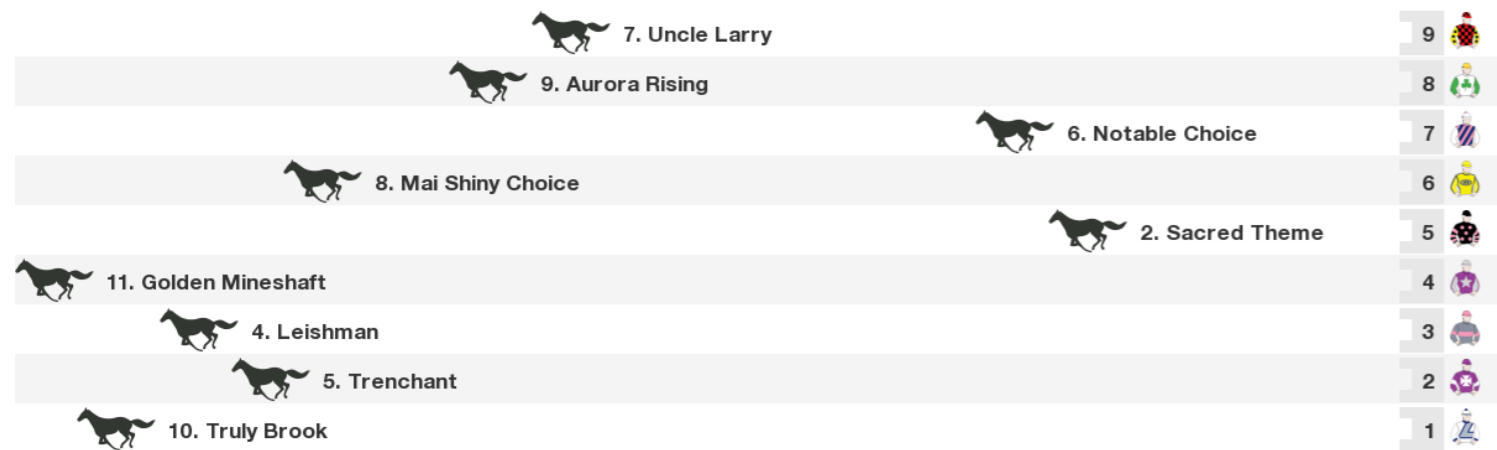 7. Uncle Larry 9
9. Aurora Rising 8
6. Notable Choice 7
8. Mai Shiny Choice 6
2. Sacred Theme 5
11. Golden Mineshaft 4
4. Leishman 3
5. Trenchant 2
10. Truly Brook 1